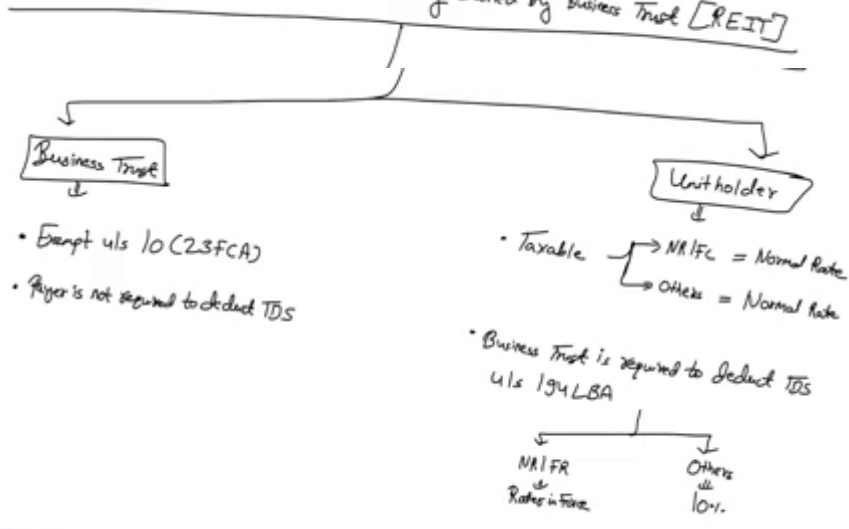 by Business Trust [REIT]
Business Trust
• Exempt u/s 10(23FCA)
• Payer is not required to deduct TDS
Unitholder
• Taxable
NR/FC = Normal Rate
Others = Normal Rate
• Business Trust is required to deduct TDS
u/s 194LBA
NR/FR
Rates in Force
Others
10%